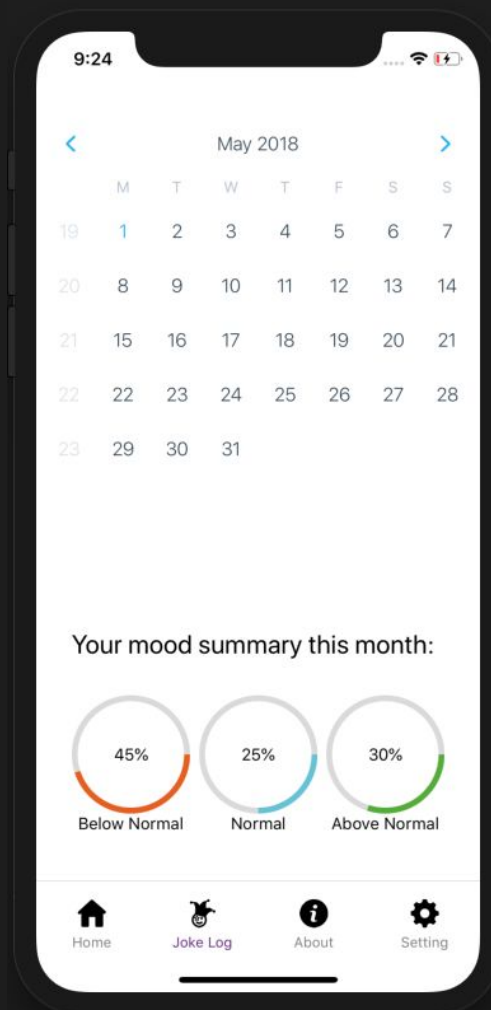 9:24
May 2018
M T W T F S S
19 1 2 3 4 5 6 7
20 8 9 10 11 12 13 14
21 15 16 17 18 19 20 21
22 22 23 24 25 26 27 28
23 29 30 31
Your mood summary this month:
45% 25% 30%
Below Normal Normal Above Normal
Home Joke Log About Setting